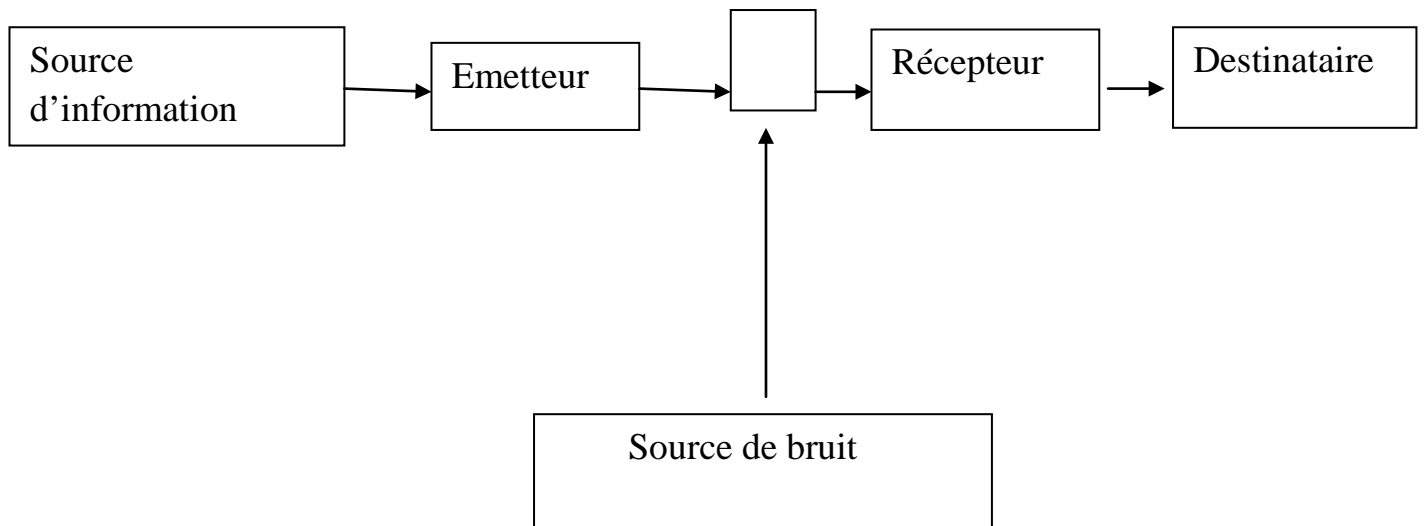 Source
d’information
Emetteur
Récepteur
Destinataire
Source de bruit